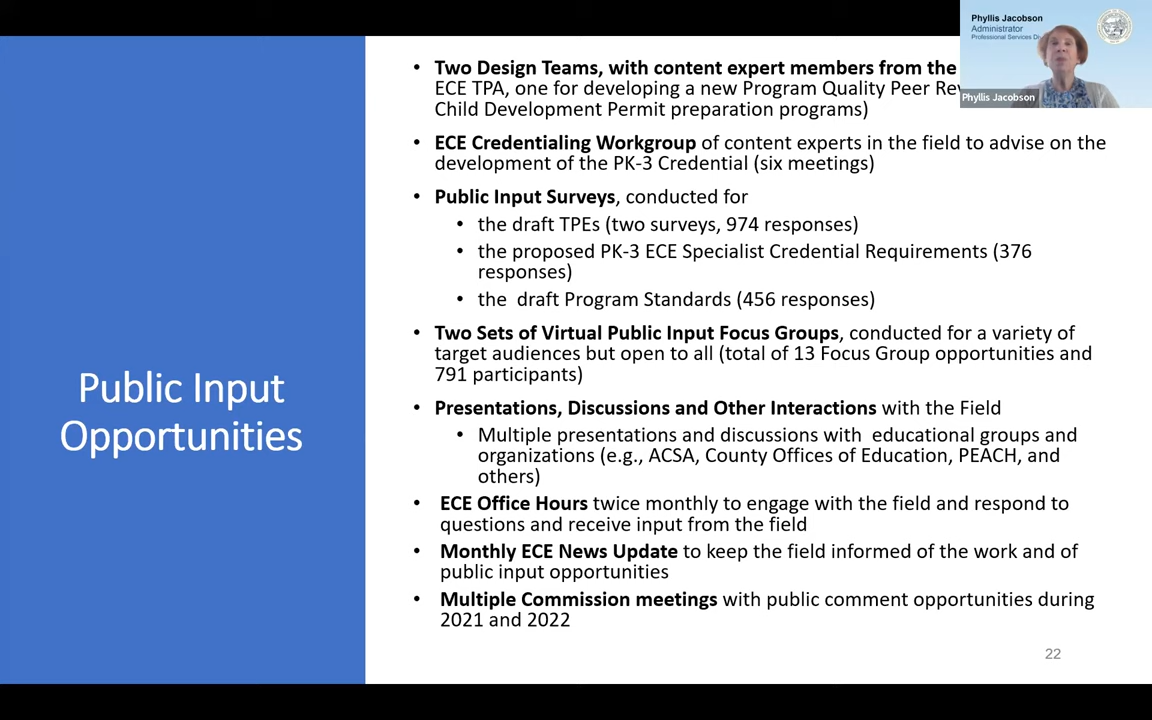 Public Input
Opportunities
• Two Design Teams, with content expert members from the
ECE TPA, one for developing a new Program Quality Peer
Child Development Permit preparation programs)
• ECE Credentialing Workgroup of content experts in the field to advise on the
development of the PK-3 Credential (six meetings)
• Public Input Surveys, conducted for
• the draft TPEs (two surveys, 974 responses)
• the proposed PK-3 ECE Specialist Credential Requirements (376
responses)
• the  draft Program Standards (456 responses)
• Two Sets of Virtual Public Input Focus Groups, conducted for a variety of
target audiences but open to all (total of 13 Focus Group opportunities and
791 participants)
• Presentations, Discussions and Other Interactions with the Field
• Multiple presentations and discussions with  educational groups and
organizations (e.g., ACSA, County Offices of Education, PEACH, and
others)
• ECE Office Hours twice monthly to engage with the field and respond to
questions and receive input from the field
• Monthly ECE News Update to keep the field informed of the work and of
public input opportunities
• Multiple Commission meetings with public comment opportunities during
2021 and 2022
22
Phyllis Jacobson
Administrator
Professional Services
Phyllis Jacobson